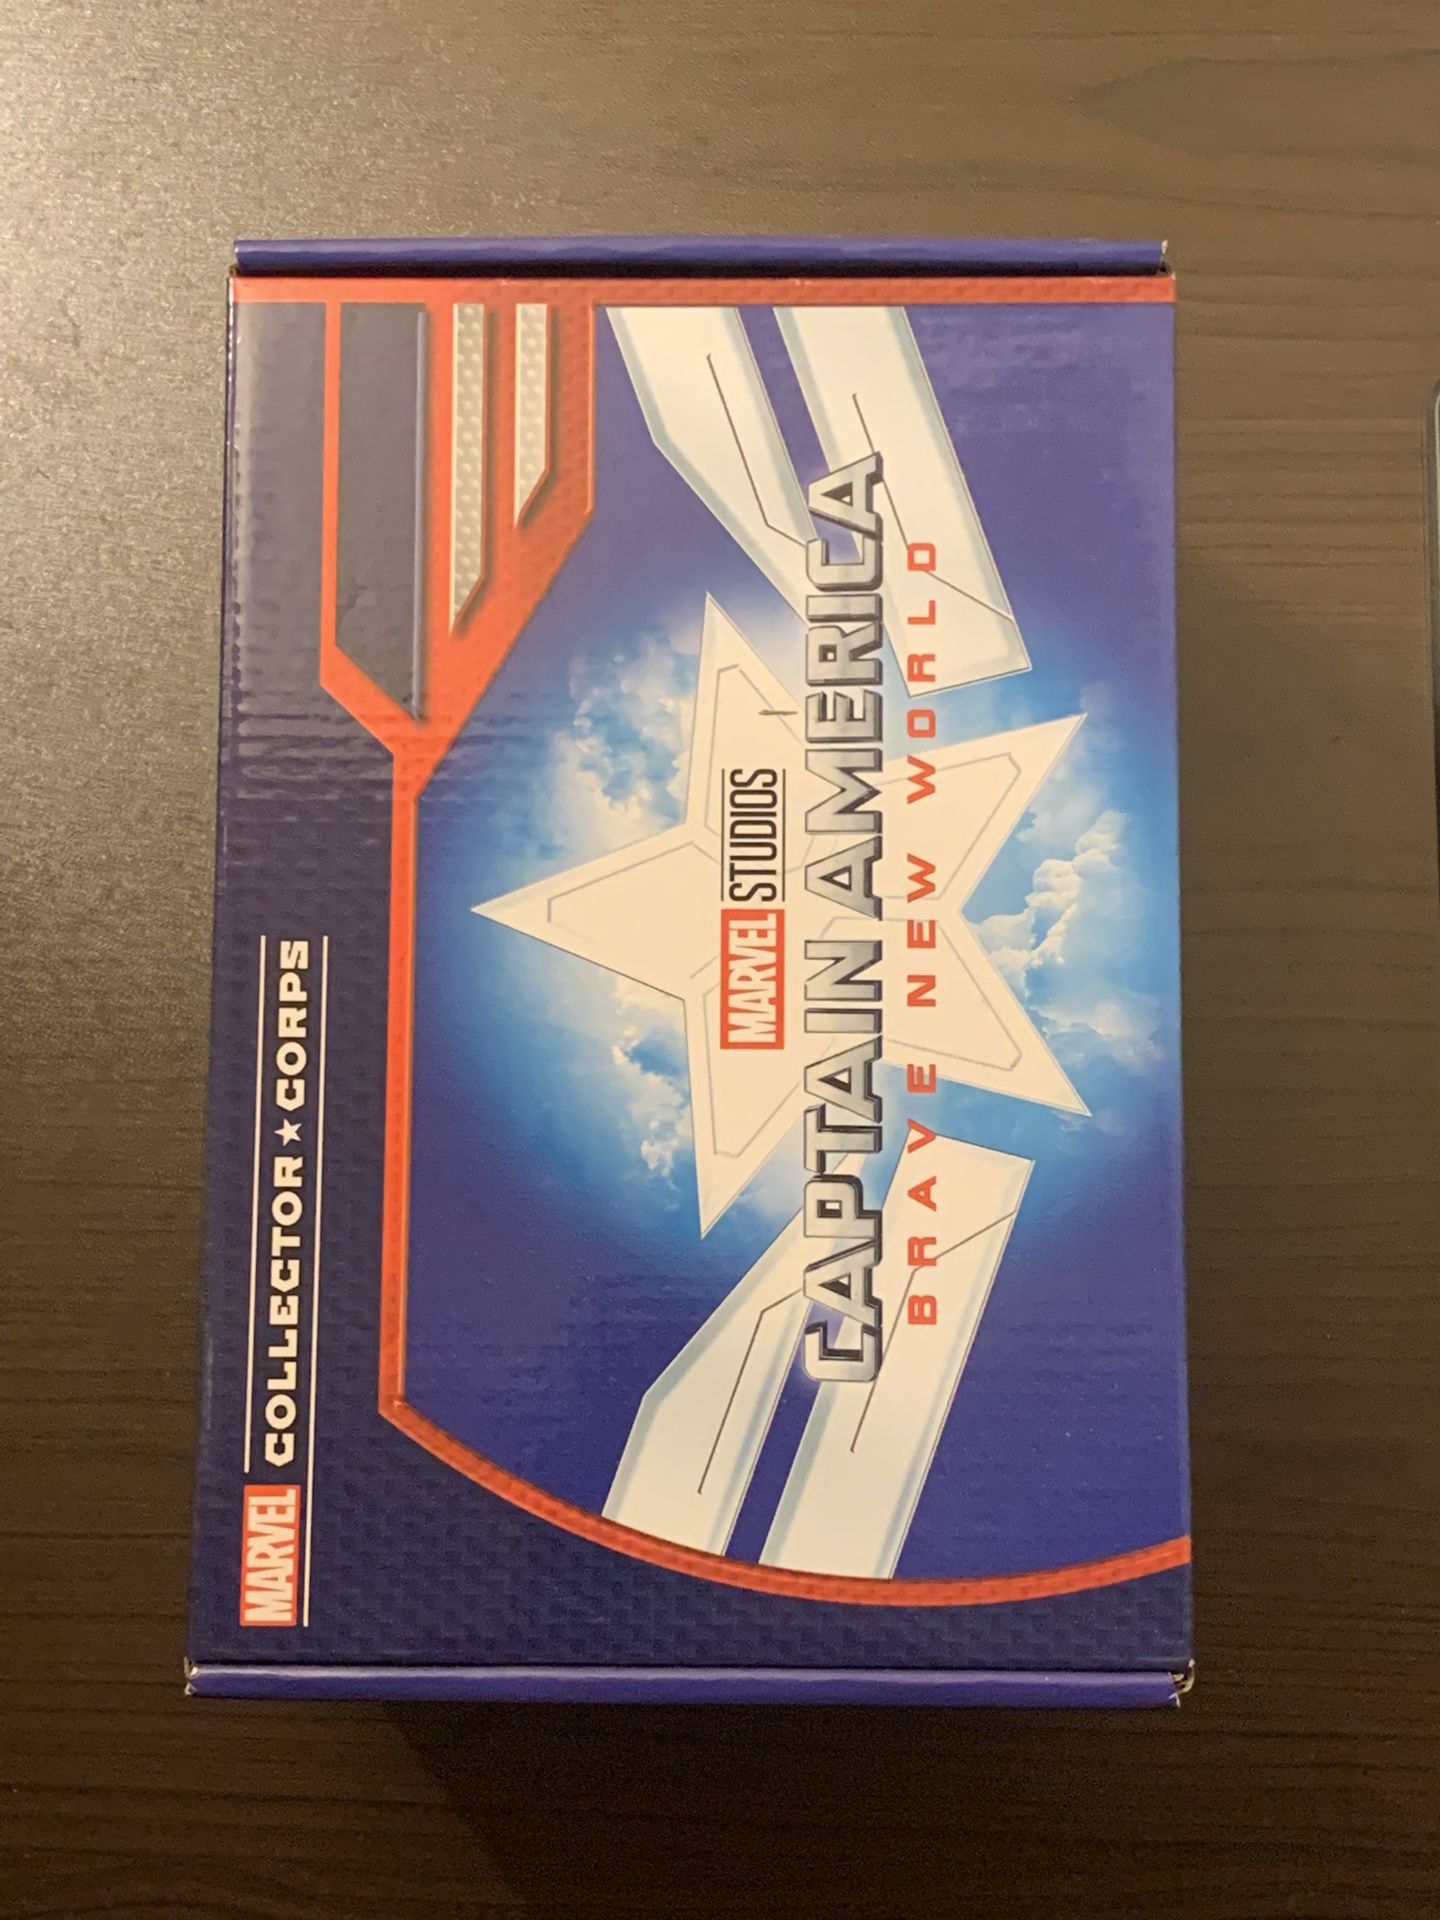 MARVEL COLLECTOR CORPS
MARVEL STUDIOS
CAPTAIN AMERICA
BRAVE NEW WORLD